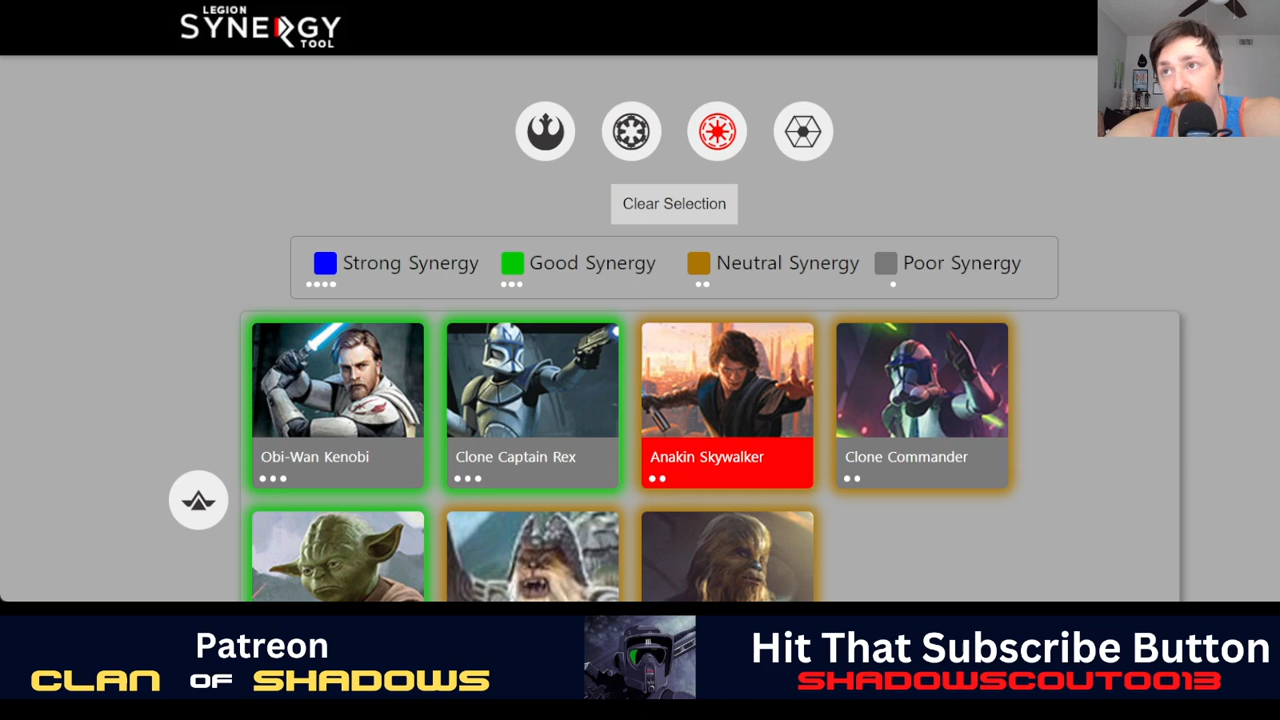 LEGION
SYNERGY
TOOL
Clear Selection
Strong Synergy
Good Synergy
Neutral Synergy
Poor Synergy
Obi-Wan Kenobi
Clone Captain Rex
Anakin Skywalker
Clone Commander
Patreon
CLAN OF SHADOWS
Hit That Subscribe Button
SHADOWSCOUT0013